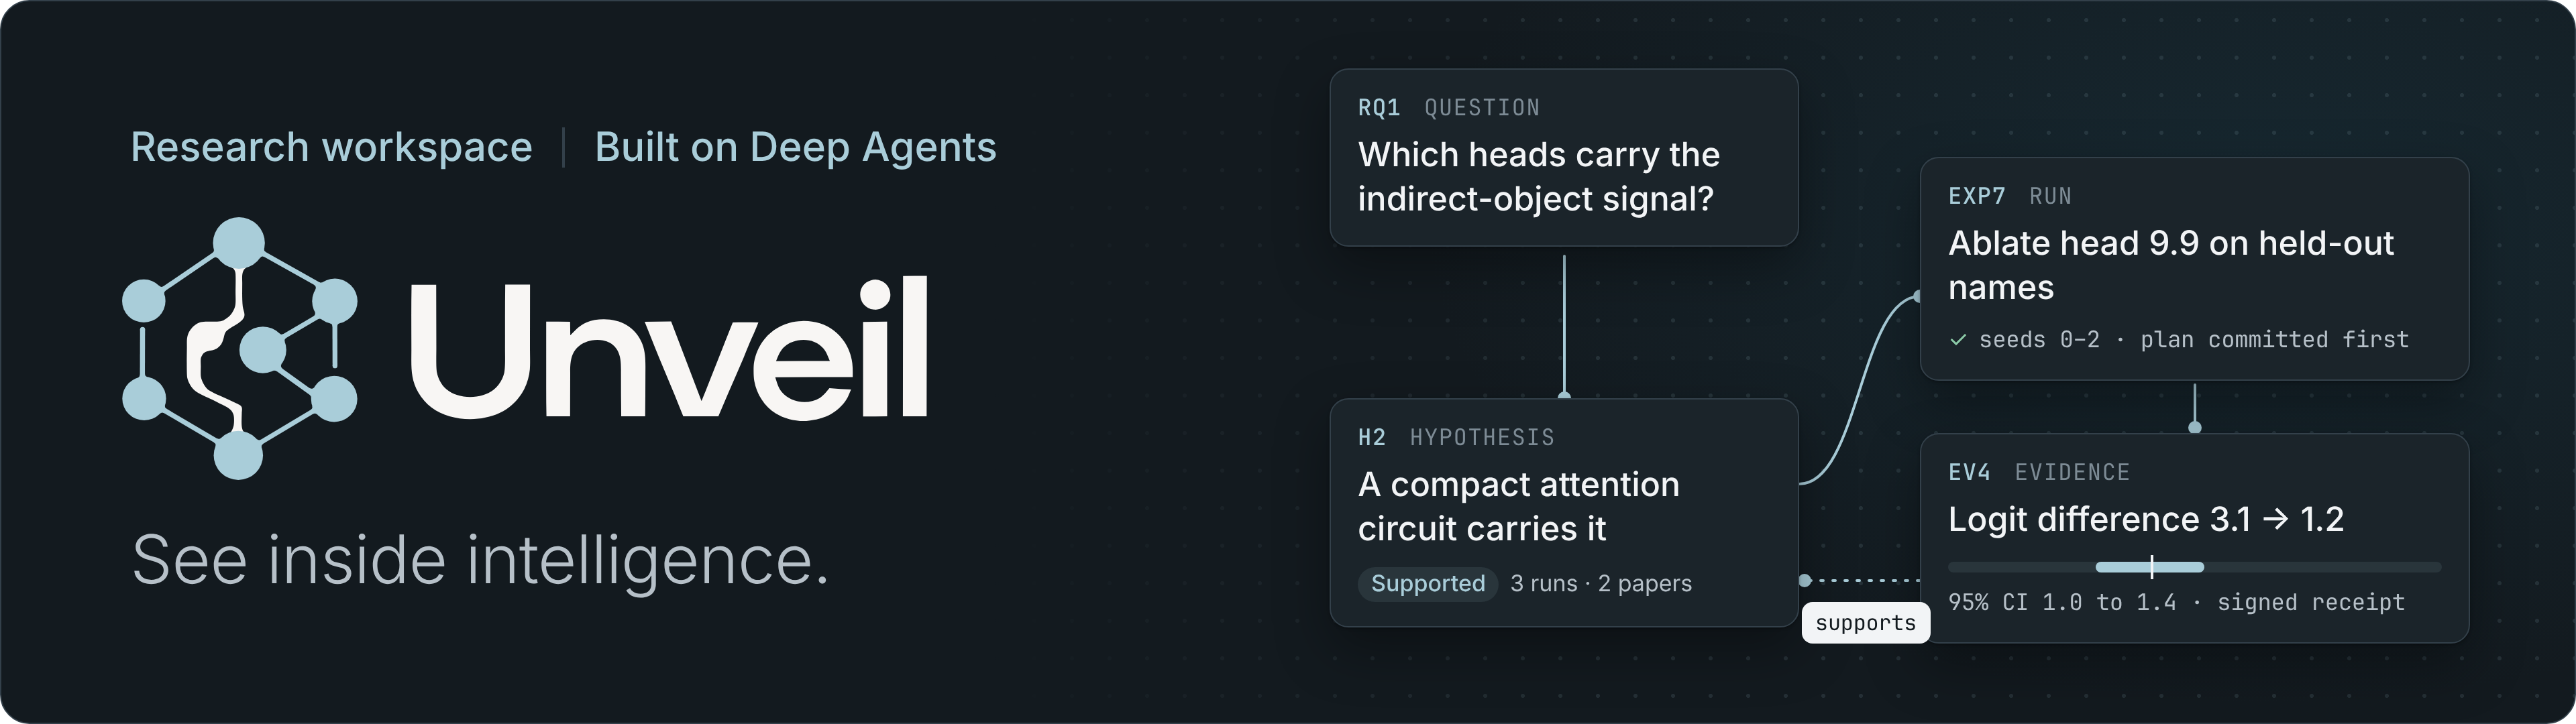 Research workspace | Built on Deep Agents
Unveil
See inside intelligence.
RQ1 QUESTION
Which heads carry the
indirect-object signal?
H2 HYPOTHESIS
A compact attention
circuit carries it
Supported 3 runs · 2 papers
supports
EXP7 RUN
Ablate head 9.9 on held-out
names
✓ seeds 0–2 · plan committed first
EV4 EVIDENCE
Logit difference 3.1 → 1.2
95% CI 1.0 to 1.4 · signed receipt